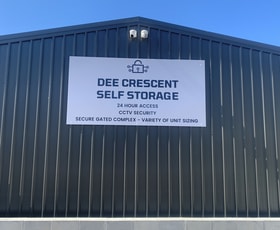 DEE CRESCENT
SELF STORAGE
24 HOUR ACCESS
CCTV SECURITY
SECURE GATED COMPLEX - VARIETY OF UNIT SIZING